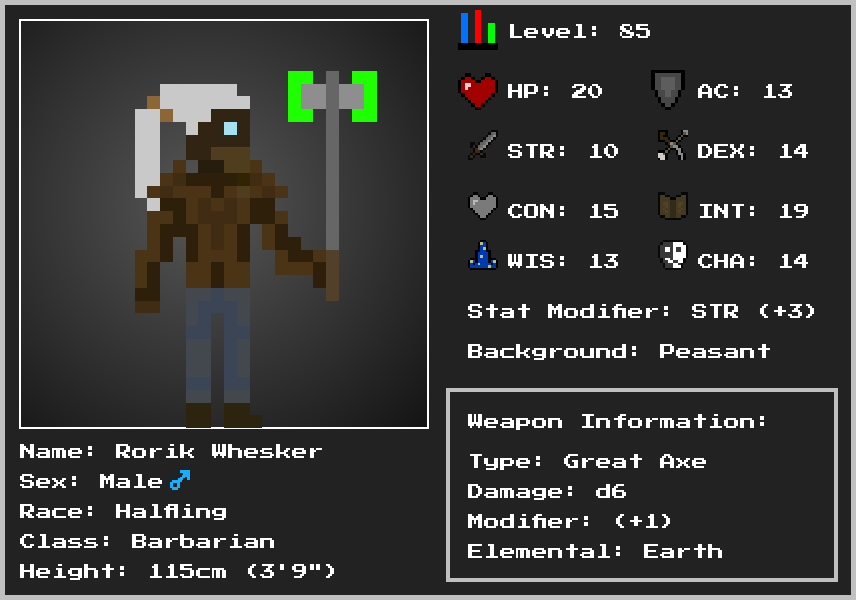 Level: 85
HP: 20 AC: 13
STR: 10 DEX: 14
CON: 15 INT: 19
WIS: 13 CHA: 14
Stat Modifier: STR (+3)
Background: Peasant
Weapon Information:
Type: Great Axe
Damage: d6
Modifier: (+1)
Elemental: Earth
Name: Rorik Whesker
Sex: Male ♂
Race: Halfling
Class: Barbarian
Height: 115cm (3'9")